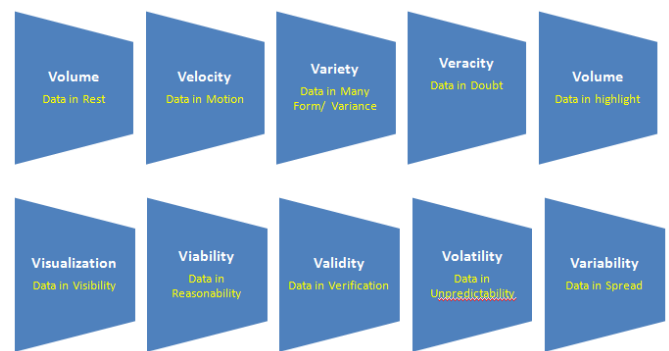 Volume
Data in Rest
Velocity
Data in Motion
Variety
Data in Many
Form/ Variance
Veracity
Data in Doubt
Volume
Data in highlight
Visualization
Data in Visibility
Viability
Data in
Reasonability
Validity
Data in Verification
Volatility
Data in
Unpredictability
Variability
Data in Spread